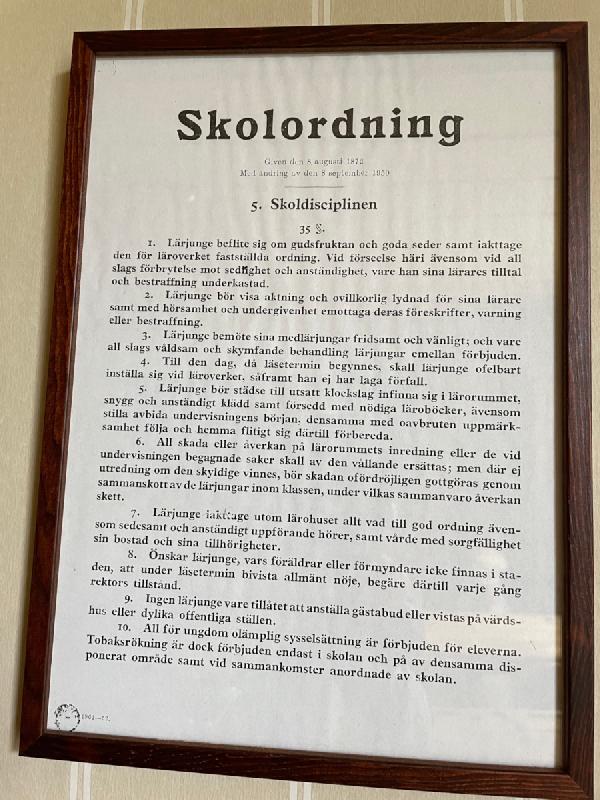 Skolordning
Given den 8 augusti 1872
Med ändring av den 8 september 1950
5. Skoldisciplinen
35 §.
1. Lärjunge beflite sig om gudsfruktan och goda seder samt iakttage
den för läroverket fastställda ordning. Vid förseelse häri ävensom vid all
slags förbrytelse mot sedlighet och anständighet, vare han sina lärares tilltal
och bestraffning underkastad.
2. Lärjunge bör visa aktning och ovillkorlig lydnad för sina lärare
samt med hörsamhet och undergivenhet emottaga deras föreskrifter, varning
eller bestraffning.
3. Lärjunge bemöte sina medlärjungar fridsamt och vänligt; och vare
all slags våldsam och skymfande behandling lärjungar emellan förbjuden.
4. Till den dag, då läsetermin begynnes, skall lärjunge ofelbart
inställa sig vid läroverket, såframt han ej har laga förfall.
5. Lärjunge bör städse till utsatt klockslag infinna sig i lärorummet,
snygg och anständigt klädd samt försedd med nödiga läroböcker, ävensom
stilla avbida undervisningens början, densamma med oavbruten uppmärk-
samhet följa och hemma flitigt sig därtill förbereda.
6. All skada eller åverkan på lärorummets inredning eller de vid
undervisningen begagnade saker skall av den vållande ersättas; men där ej
utredning om den skyldige vinnes, bör skadan ofördröjligen gottgöras genom
sammanskott av de lärjungar inom klassen, under vilkas sammanvaro åverkan
skett.
7. Lärjunge iakttage utom lärohuset allt vad till god ordning även-
som sedesamt och anständigt uppförande hörer, samt vårde med sorgfällighet
sin bostad och sina tillhörigheter.
8. Önskar lärjunge, vars föräldrar eller förmyndare icke finnas i sta-
den, att under läsetermin bivista allmänt nöje, begäre därtill varje gång
rektors tillstånd.
9. Ingen lärjunge vare tillåtet att anställa gästabud eller vistas på värds-
hus eller dylika offentliga ställen.
10. All för ungdom olämplig sysselsättning är förbjuden för eleverna.
Tobaksrökning är dock förbjuden endast i skolan och på av densamma dis-
ponerat område samt vid sammankomster anordnade av skolan.